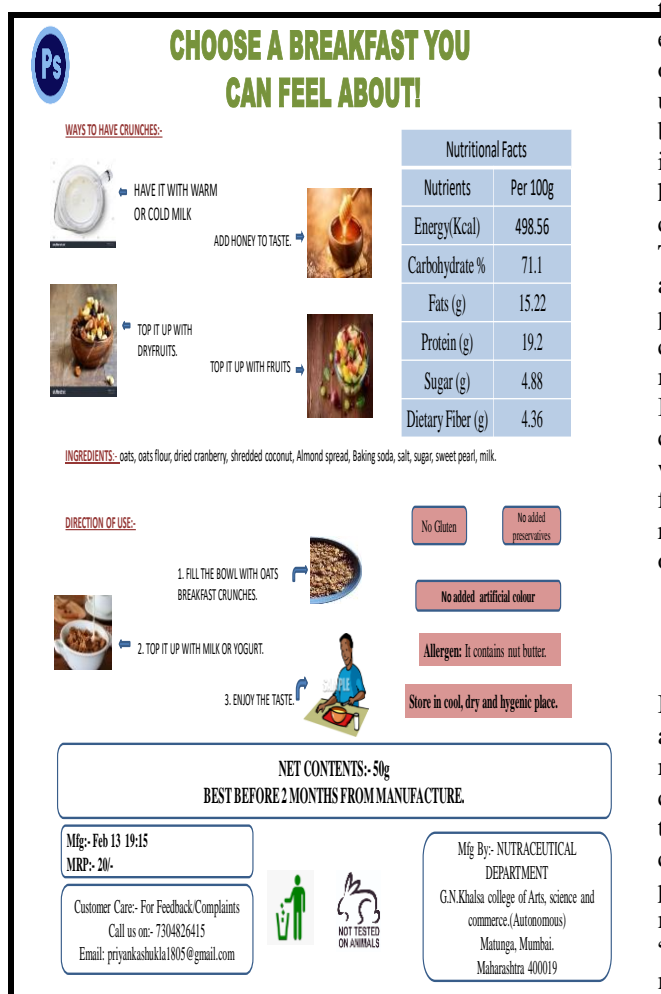 Ps
CHOOSE A BREAKFAST YOU
CAN FEEL ABOUT!
WAYS TO HAVE CRUNCHES:-
HAVE IT WITH WARM
OR COLD MILK
ADD HONEY TO TASTE.
TOP IT UP WITH
DRYFRUITS.
TOP IT UP WITH FRUITS
Nutritional Facts
Nutrients Per 100g
Energy(Kcal) 498.56
Carbohydrate % 71.1
Fats (g) 15.22
Protein (g) 19.2
Sugar (g) 4.88
Dietary Fiber (g) 4.36
INGREDIENTS:- oats, oats flour, dried cranberry, shredded coconut, Almond spread, Baking soda, salt, sugar, sweet pearl, milk.
DIRECTION OF USE:-
1. FILL THE BOWL WITH OATS
BREAKFAST CRUNCHES.
2. TOP IT UP WITH MILK OR YOGURT.
3. ENJOY THE TASTE.
SAMPLE
No Gluten
No added
preservatives
No added artificial colour
Allergen: It contains nut butter.
Store in cool, dry and hygenic place.
NET CONTENTS:- 50g
BEST BEFORE 2 MONTHS FROM MANUFACTURE.
Mfg:- Feb 13 19:15
MRP:- 20/-
Customer Care:- For Feedback/Complaints
Call us on:- 7304826415
Email: priyankashukla1805@gmail.com
NOT TESTED
ON ANIMALS
Mfg By:- NUTRACEUTICAL
DEPARTMENT
G.N.Khalsa college of Arts, science and
commerce.(Autonomous)
Matunga, Mumbai.
Maharashtra 400019